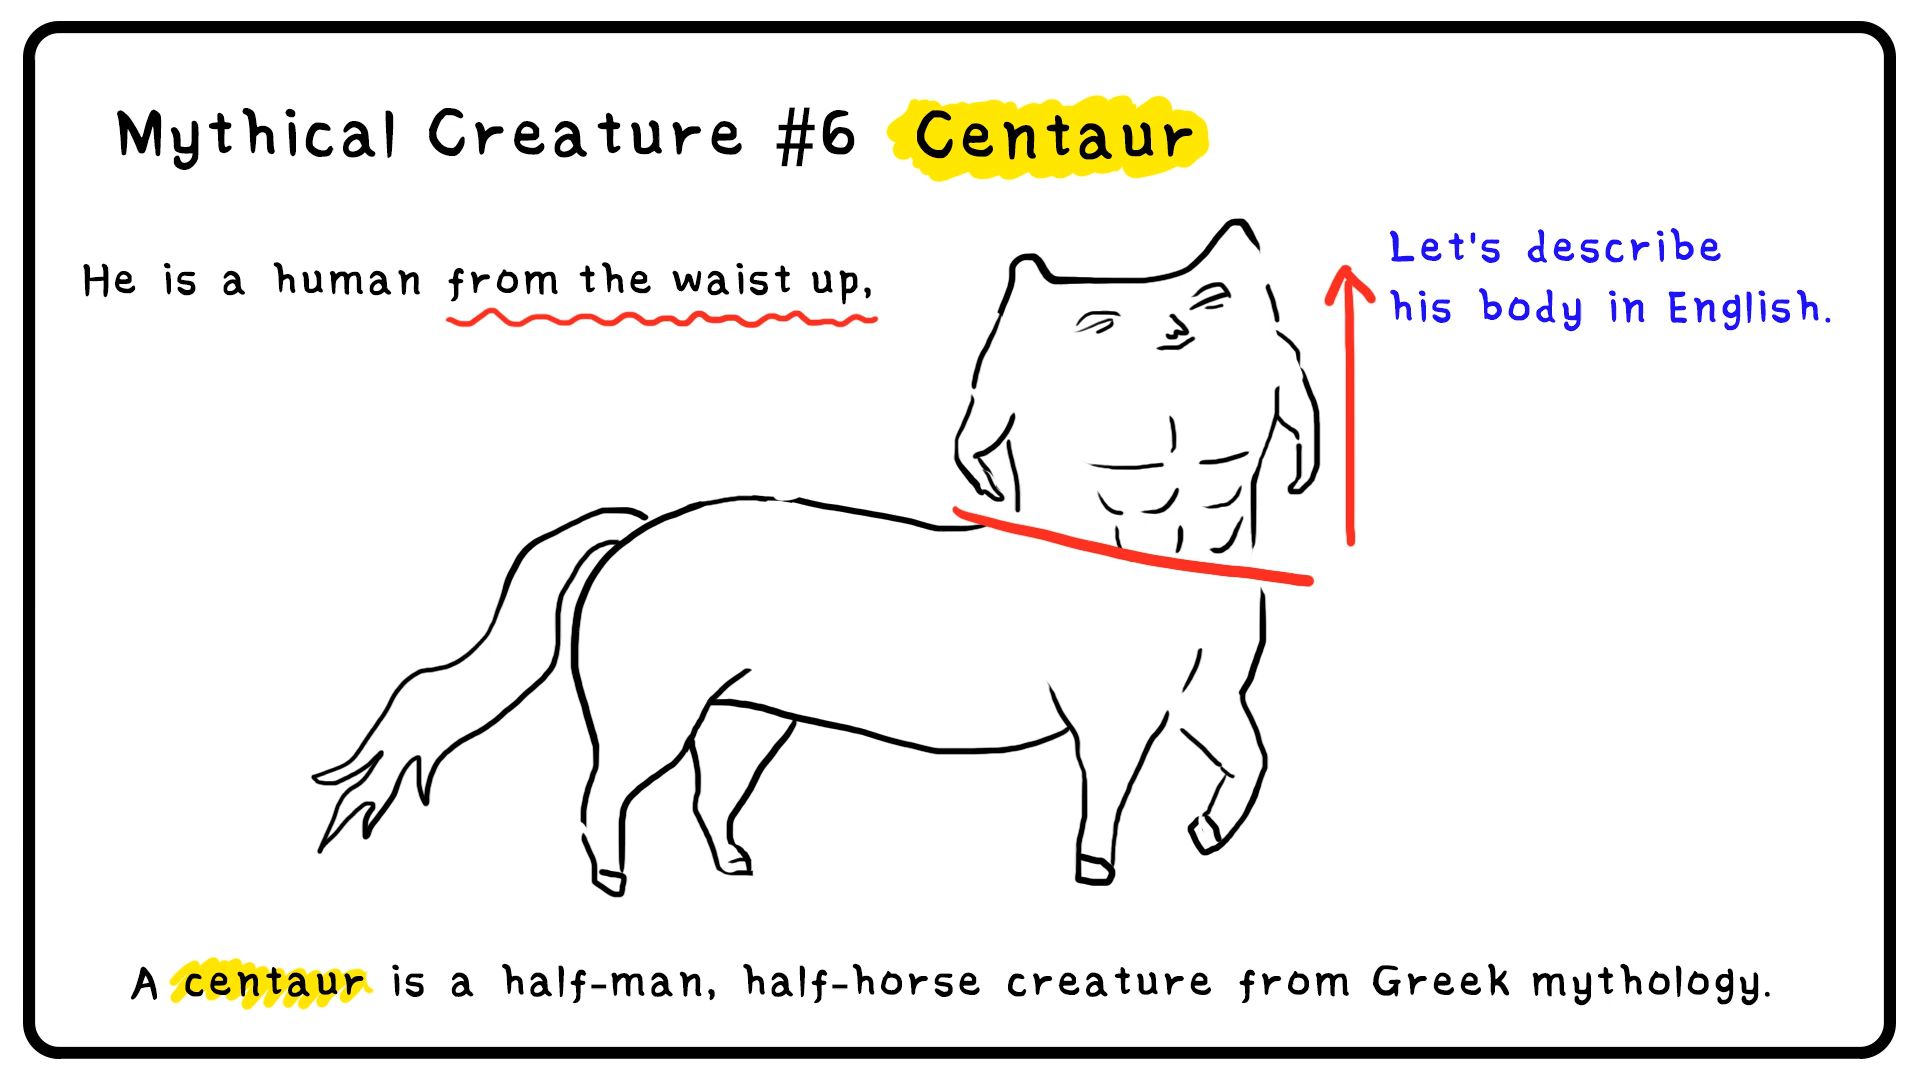 Mythical Creature #6 Centaur
He is a human from the waist up,
Let's describe
his body in English.
A centaur is a half-man, half-horse creature from Greek mythology.